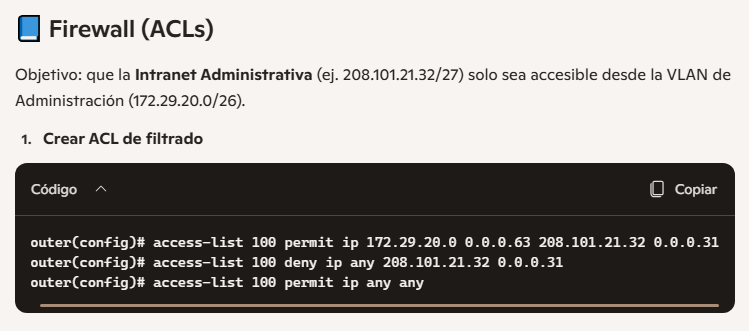 Firewall (ACLs)
Objetivo: que la Intranet Administrativa (ej. 208.101.21.32/27) solo sea accesible desde la VLAN de
Administración (172.29.20.0/26).
1. Crear ACL de filtrado
Código
Copiar
outer(config)# access-list 100 permit ip 172.29.20.0 0.0.0.63 208.101.21.32 0.0.0.31
outer(config)# access-list 100 deny ip any 208.101.21.32 0.0.0.31
outer(config)# access-list 100 permit ip any any